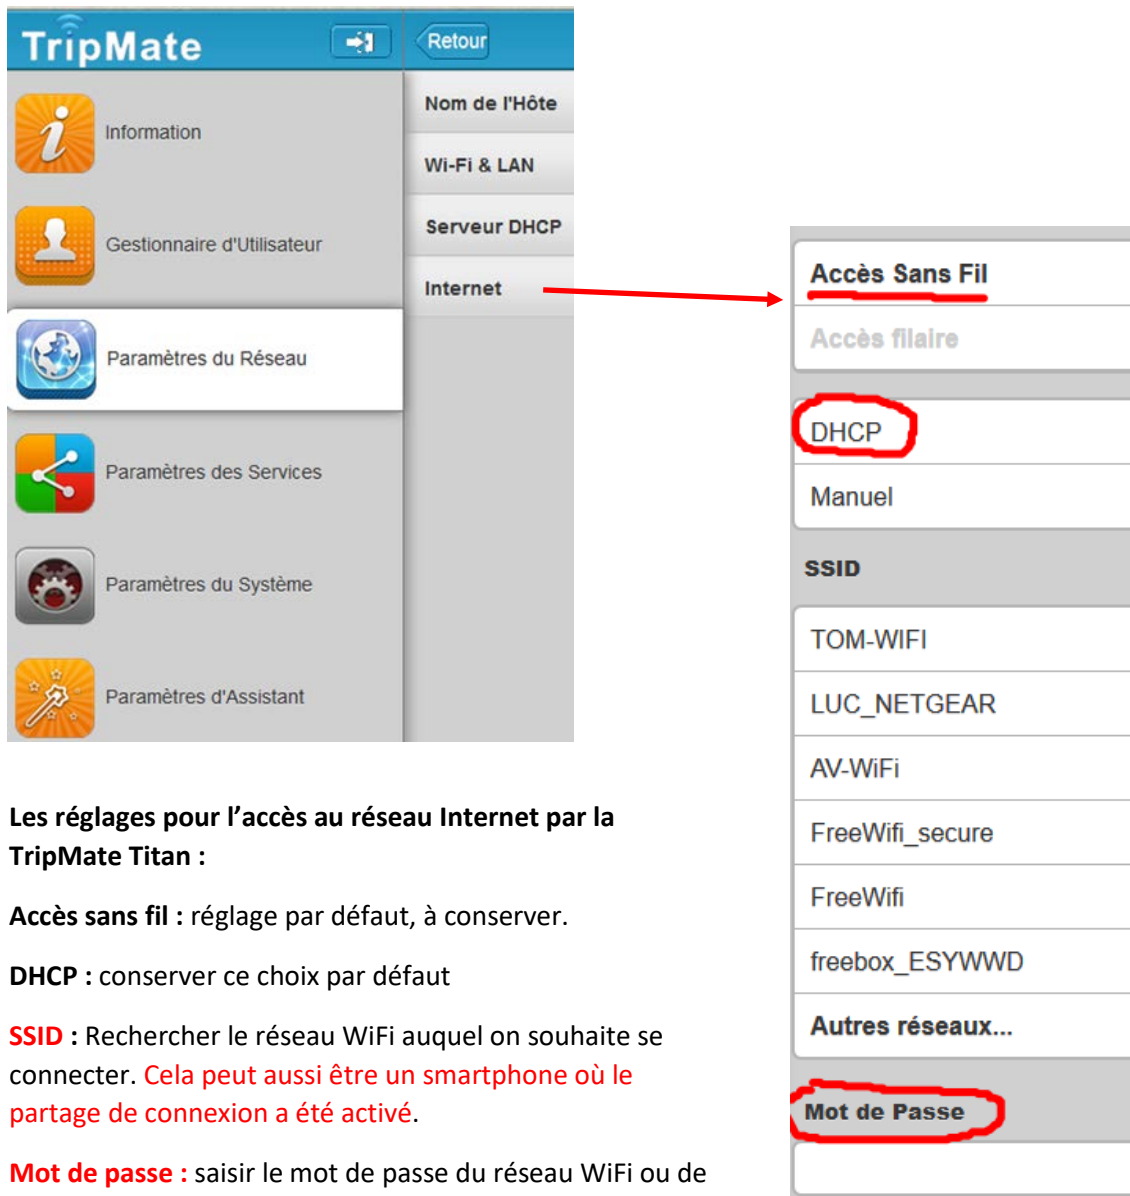 TripMate
Retour
Information
Gestionnaire d'Utilisateur
Paramètres du Réseau
Paramètres des Services
Paramètres du Système
Paramètres d'Assistant
Nom de l'Hôte
Wi-Fi & LAN
Serveur DHCP
Internet
Accès Sans Fil
Accès filaire
DHCP
Manuel
SSID
TOM-WIFI
LUC_NETGEAR
AV-WiFi
FreeWifi_secure
FreeWifi
freebox_ESYWWD
Autres réseaux...
Mot de Passe
Les réglages pour l’accès au réseau Internet par la
TripMate Titan :
Accès sans fil : réglage par défaut, à conserver.
DHCP : conserver ce choix par défaut
SSID : Rechercher le réseau WiFi auquel on souhaite se
connecter. Cela peut aussi être un smartphone où le
partage de connexion a été activé.
Mot de passe : saisir le mot de passe du réseau WiFi ou de